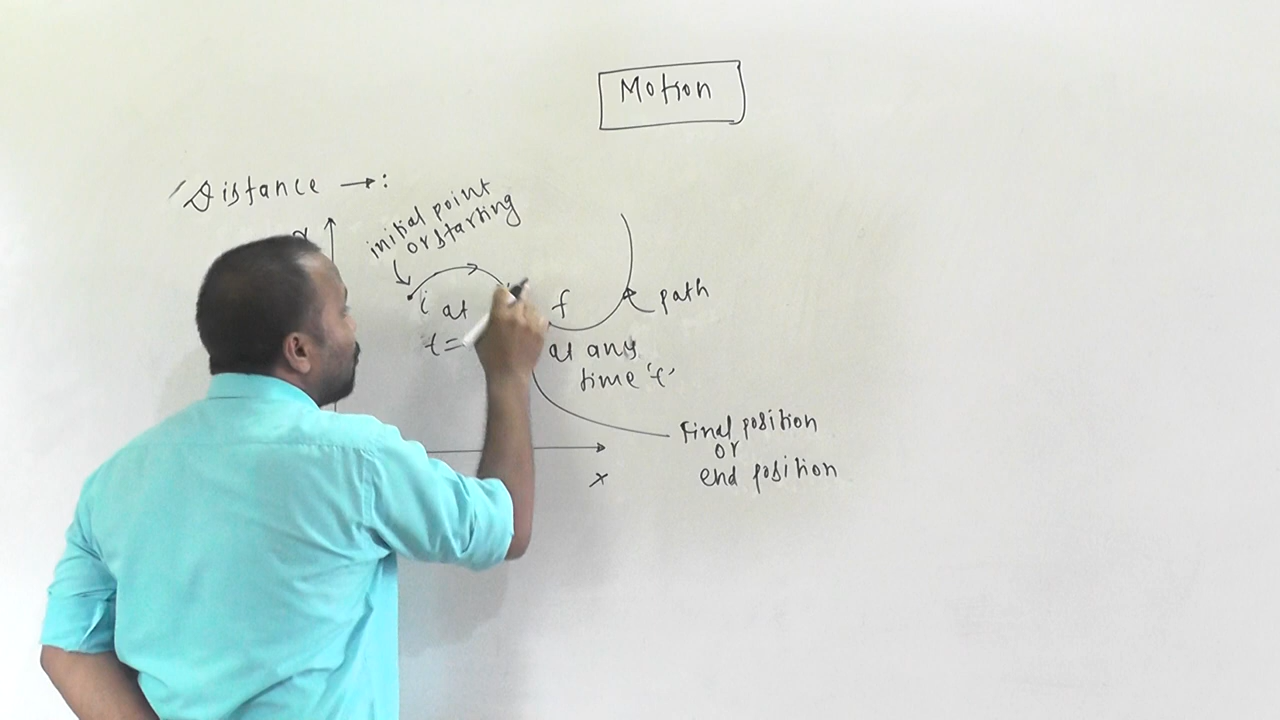 Motion
Distance →:
initial point
or starting
i at
t=
f
at any
time 't'
path
Final position
or
end position
x